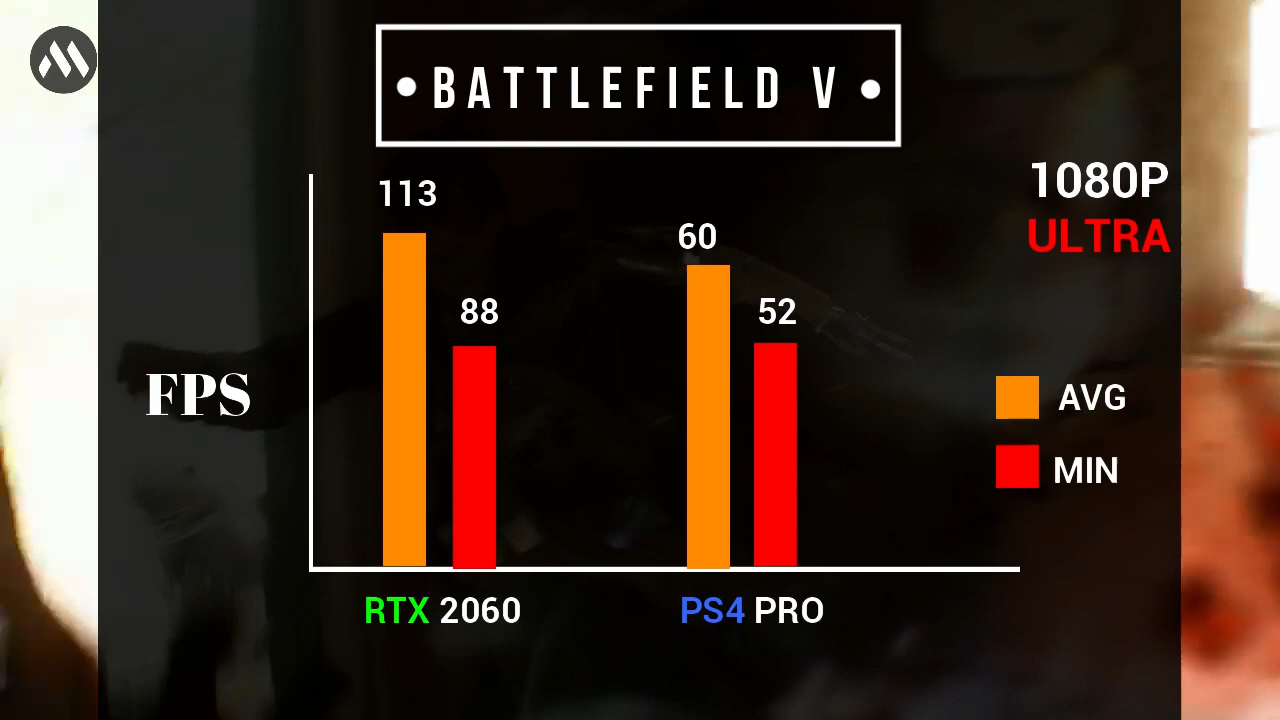 • BATTLEFIELD V •
1080P
ULTRA
113
60
88
52
FPS
AVG
MIN
RTX 2060
PS4 PRO